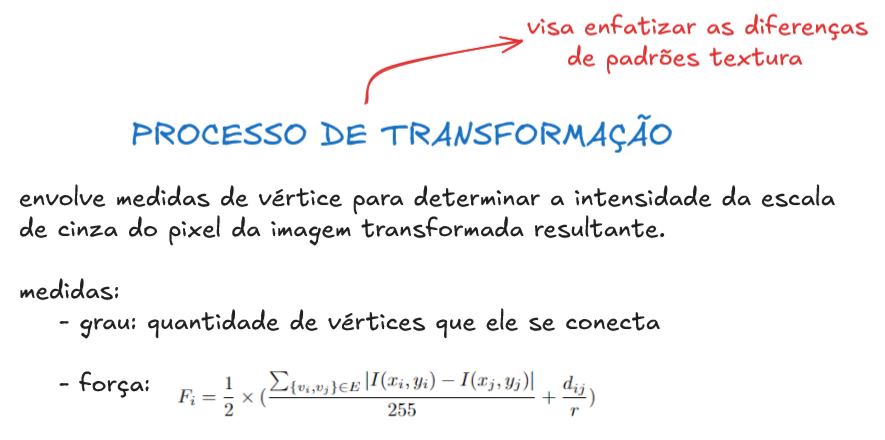 visa enfatizar as diferenças
de padrões textura
PROCESSO DE TRANSFORMAÇÃO
envolve medidas de vértice para determinar a intensidade da escala
de cinza do pixel da imagem transformada resultante.
medidas:
- grau: quantidade de vértices que ele se conecta
- força: F_i = \frac{1}{2} \times (\frac{\sum_{\{v_i,v_j\}\in E} |I(x_i,y_i) - I(x_j,y_j)|}{255} + \frac{d_{ij}}{r})